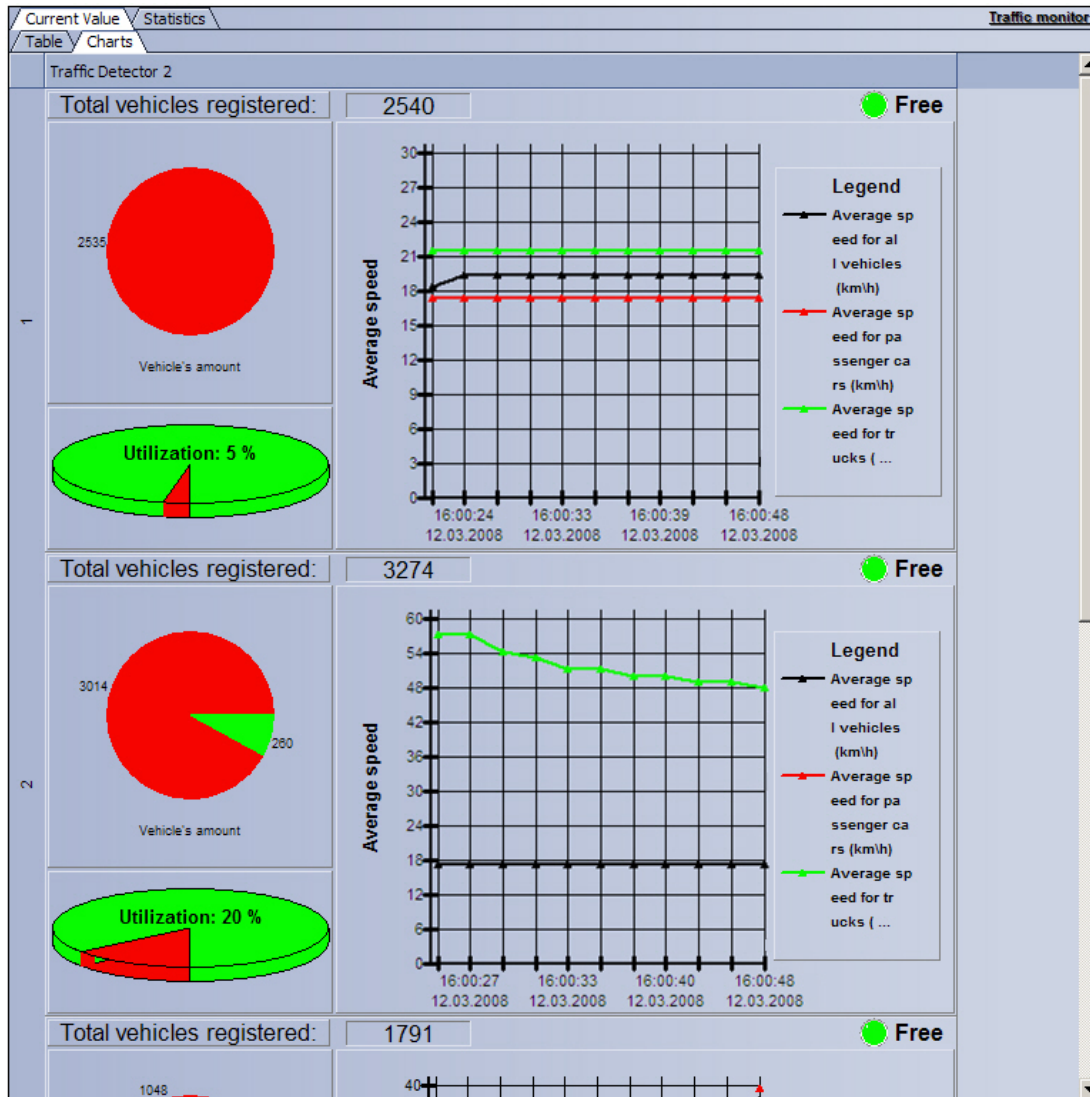 Current Value Statistics Traffic monitor
Table Charts
Traffic Detector 2
1
Total vehicles registered: 2540 Free
2535
Vehicle's amount
Utilization: 5 %
Average speed
30
27
24
21
18
15
12
9
6
3
0
16:00:24 16:00:33 16:00:39 16:00:48
12.03.2008 12.03.2008 12.03.2008 12.03.2008
Legend
Average sp
eed for al
l vehicles
(km\h)
Average sp
eed for pa
ssenger ca
rs (km\h)
Average sp
eed for tr
ucks ( ...
2
Total vehicles registered: 3274 Free
3014
260
Vehicle's amount
Utilization: 20 %
Average speed
60
54
48
42
36
30
24
18
12
6
0
16:00:27 16:00:33 16:00:40 16:00:48
12.03.2008 12.03.2008 12.03.2008 12.03.2008
Legend
Average sp
eed for al
l vehicles
(km\h)
Average sp
eed for pa
ssenger ca
rs (km\h)
Average sp
eed for tr
ucks ( ...
Total vehicles registered: 1791 Free
1048
40